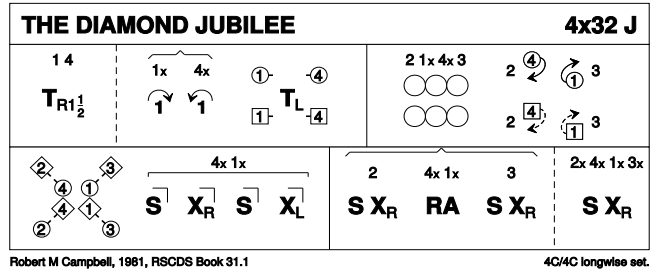 THE DIAMOND JUBILEE 4x32 J
1 4 1x 4x 2 1x 4x 3 2 4 1 3
TR1½ 1 1 1 4 TL 1 4 2 4 1 3
2 3 4x 1x 2 4x 1x 3 2x 4x 1x 3x
4 1
4 1 S XR S XL S XR RA S XR S XR
2 3
Robert M Campbell, 1981, RSCDS Book 31.1 4C/4C longwise set.